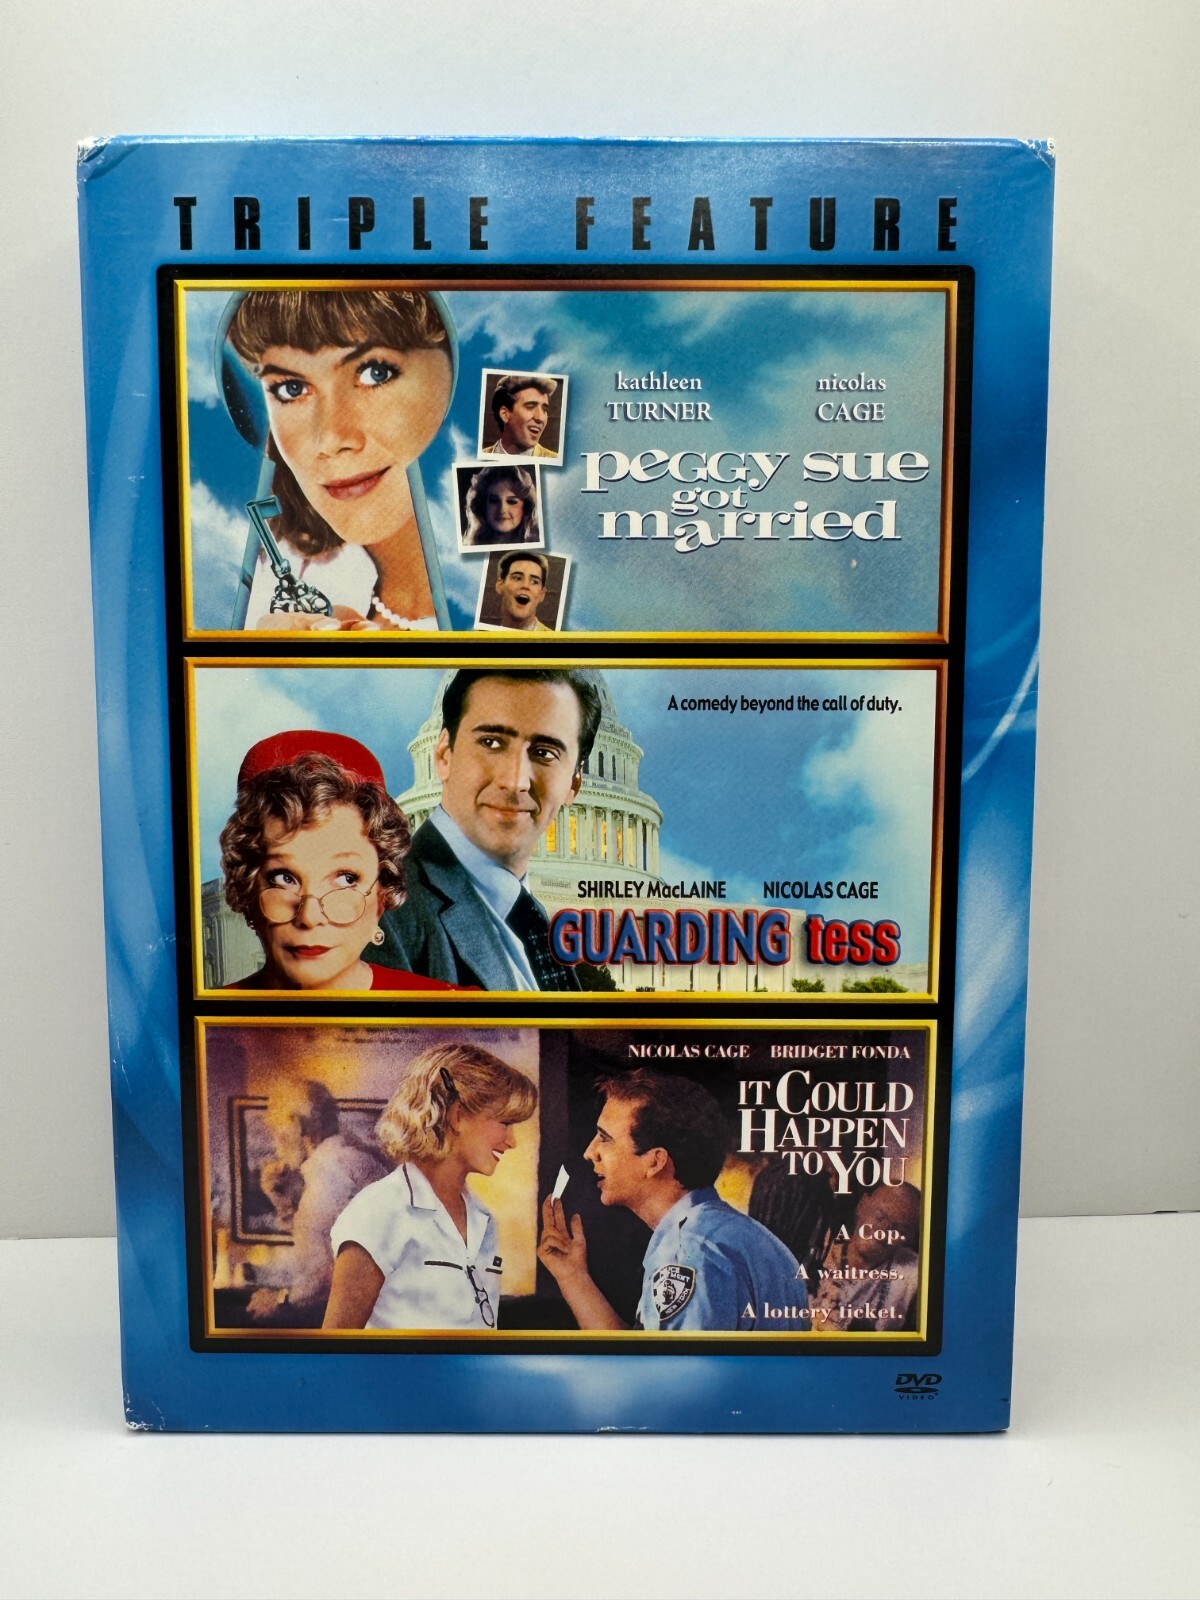 TRIPLE FEATURE
kathleen TURNER
nicolas CAGE
peggy sue
got
married
A comedy beyond the call of duty.
SHIRLEY MacLAINE NICOLAS CAGE
GUARDING tess
NICOLAS CAGE BRIDGET FONDA
IT COULD
HAPPEN
TO YOU
A Cop.
A waitress.
A lottery ticket.
DVD
VIDEO